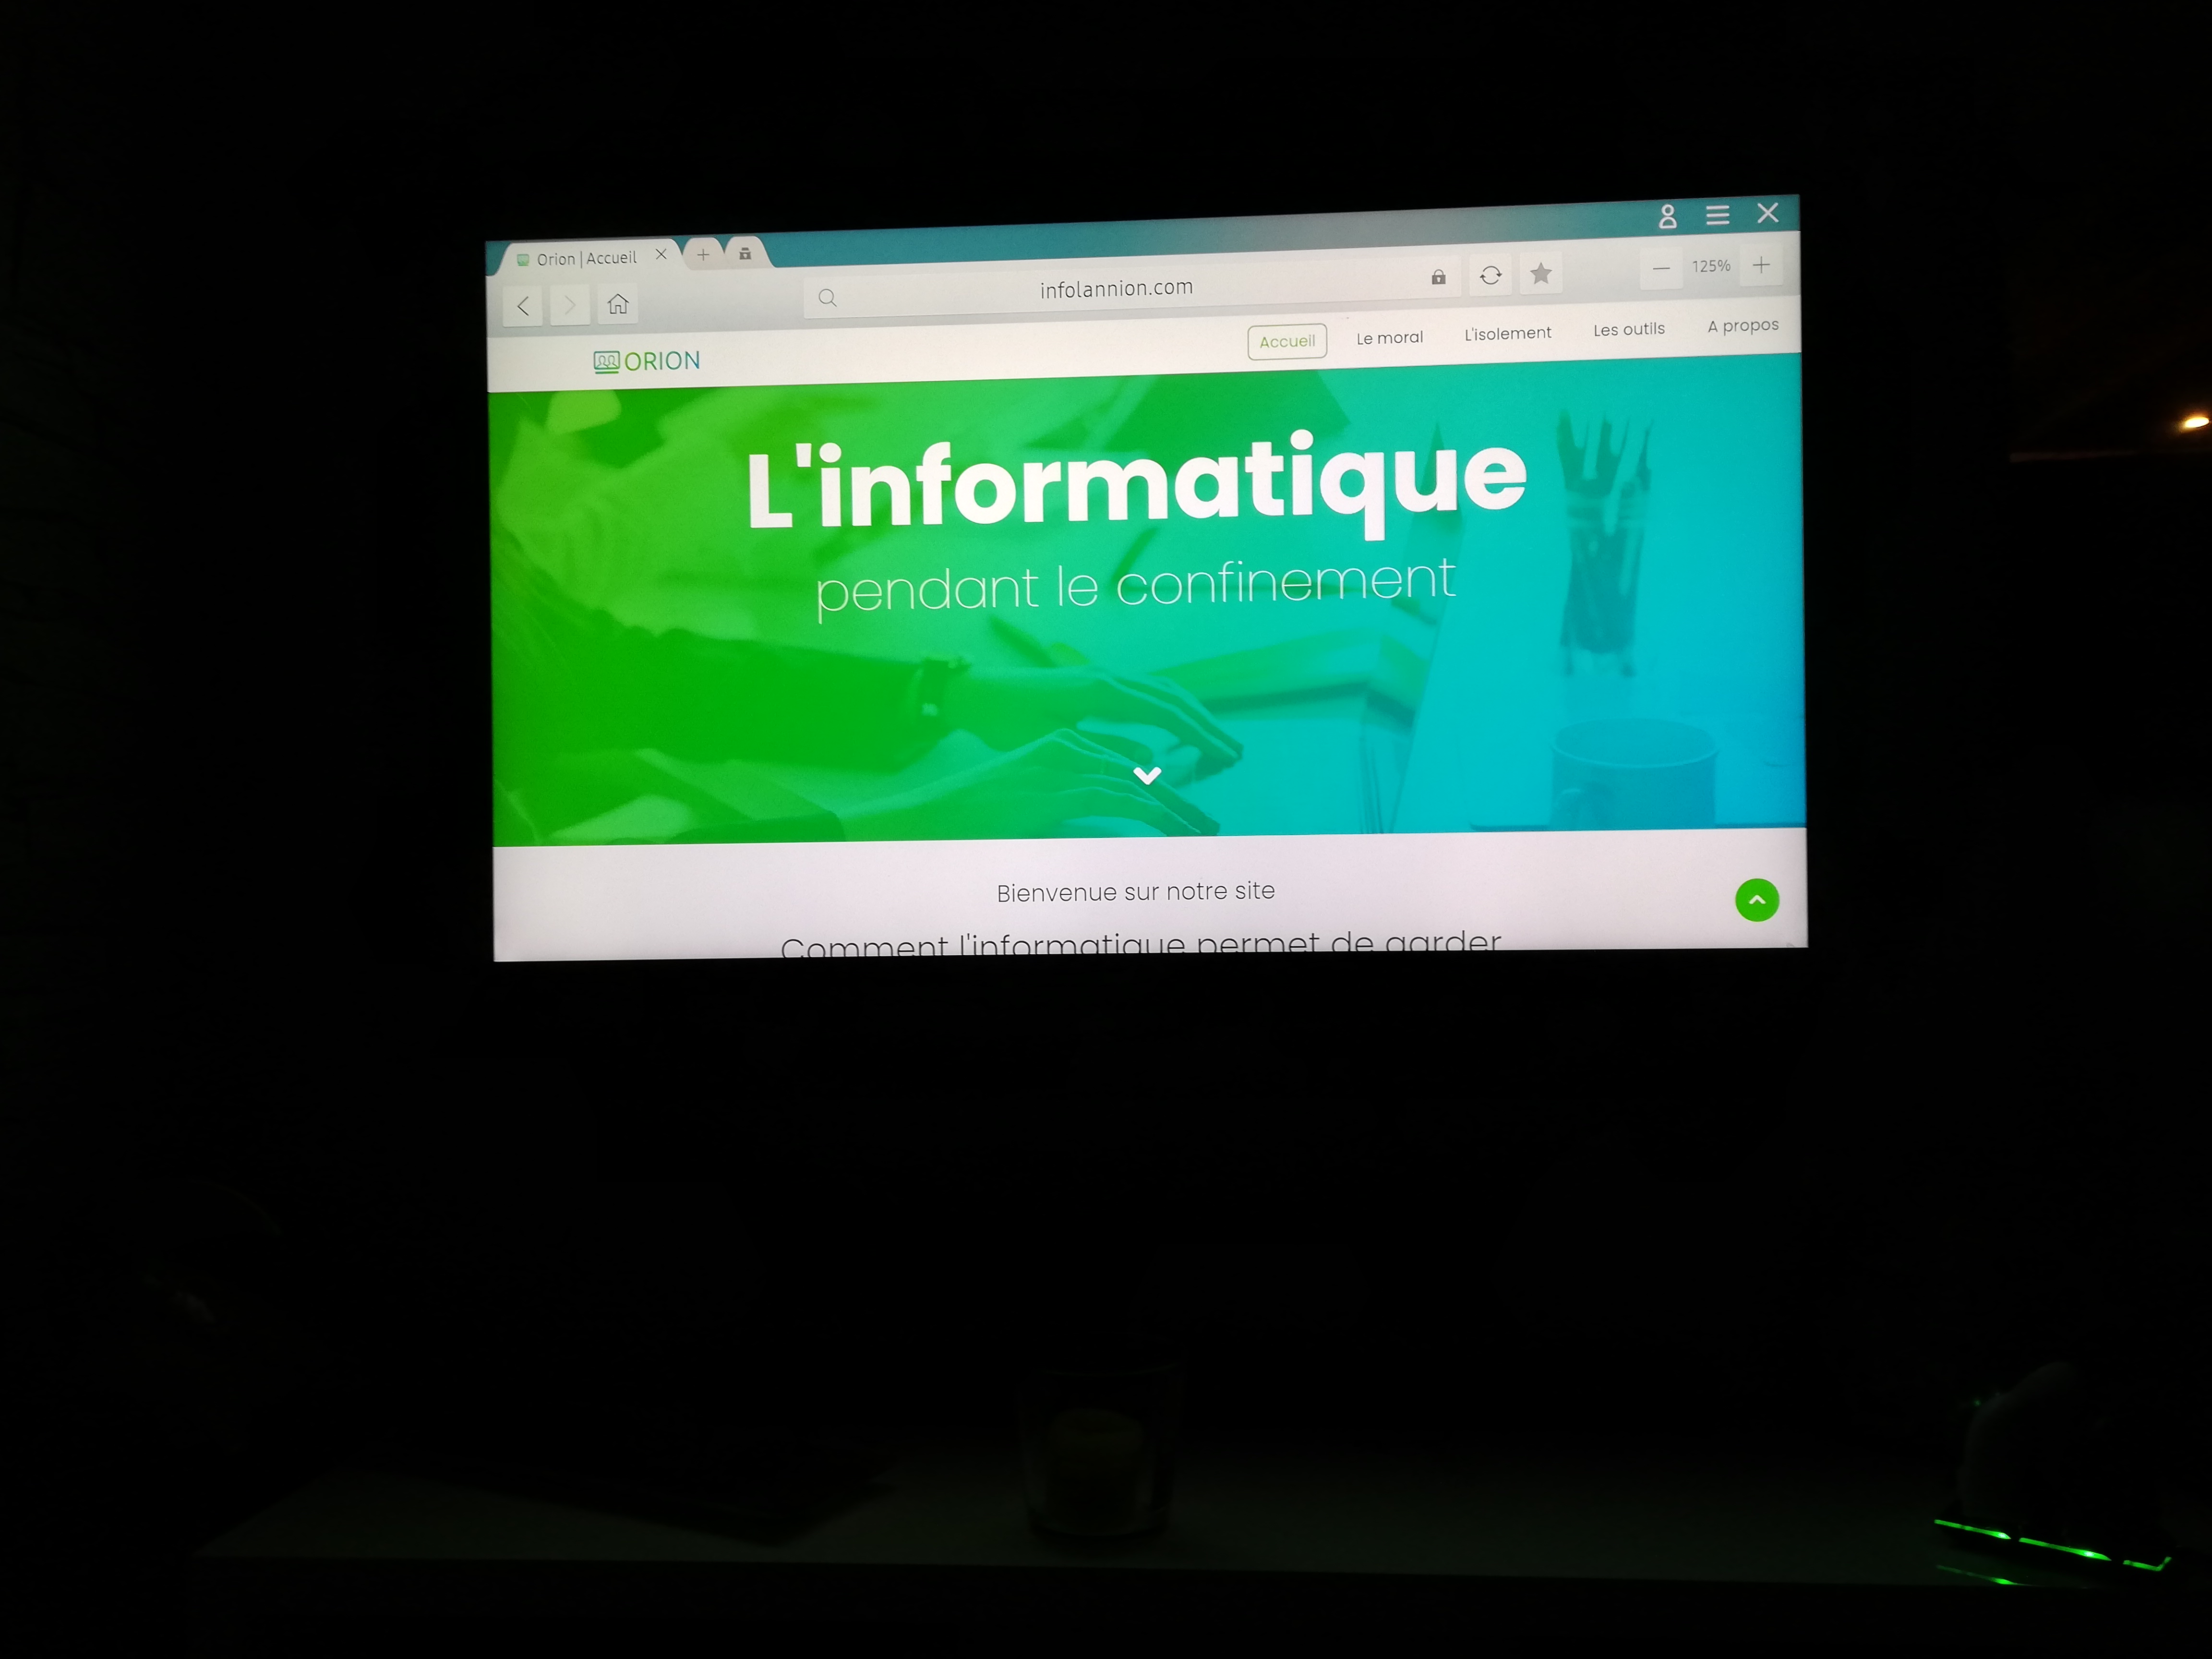 Orion | Accueil
infolannion.com
125%
ORION
Accueil
Le moral
L'isolement
Les outils
A propos
L'informatique
pendant le confinement
Bienvenue sur notre site
Comment l'informatique permet de garder